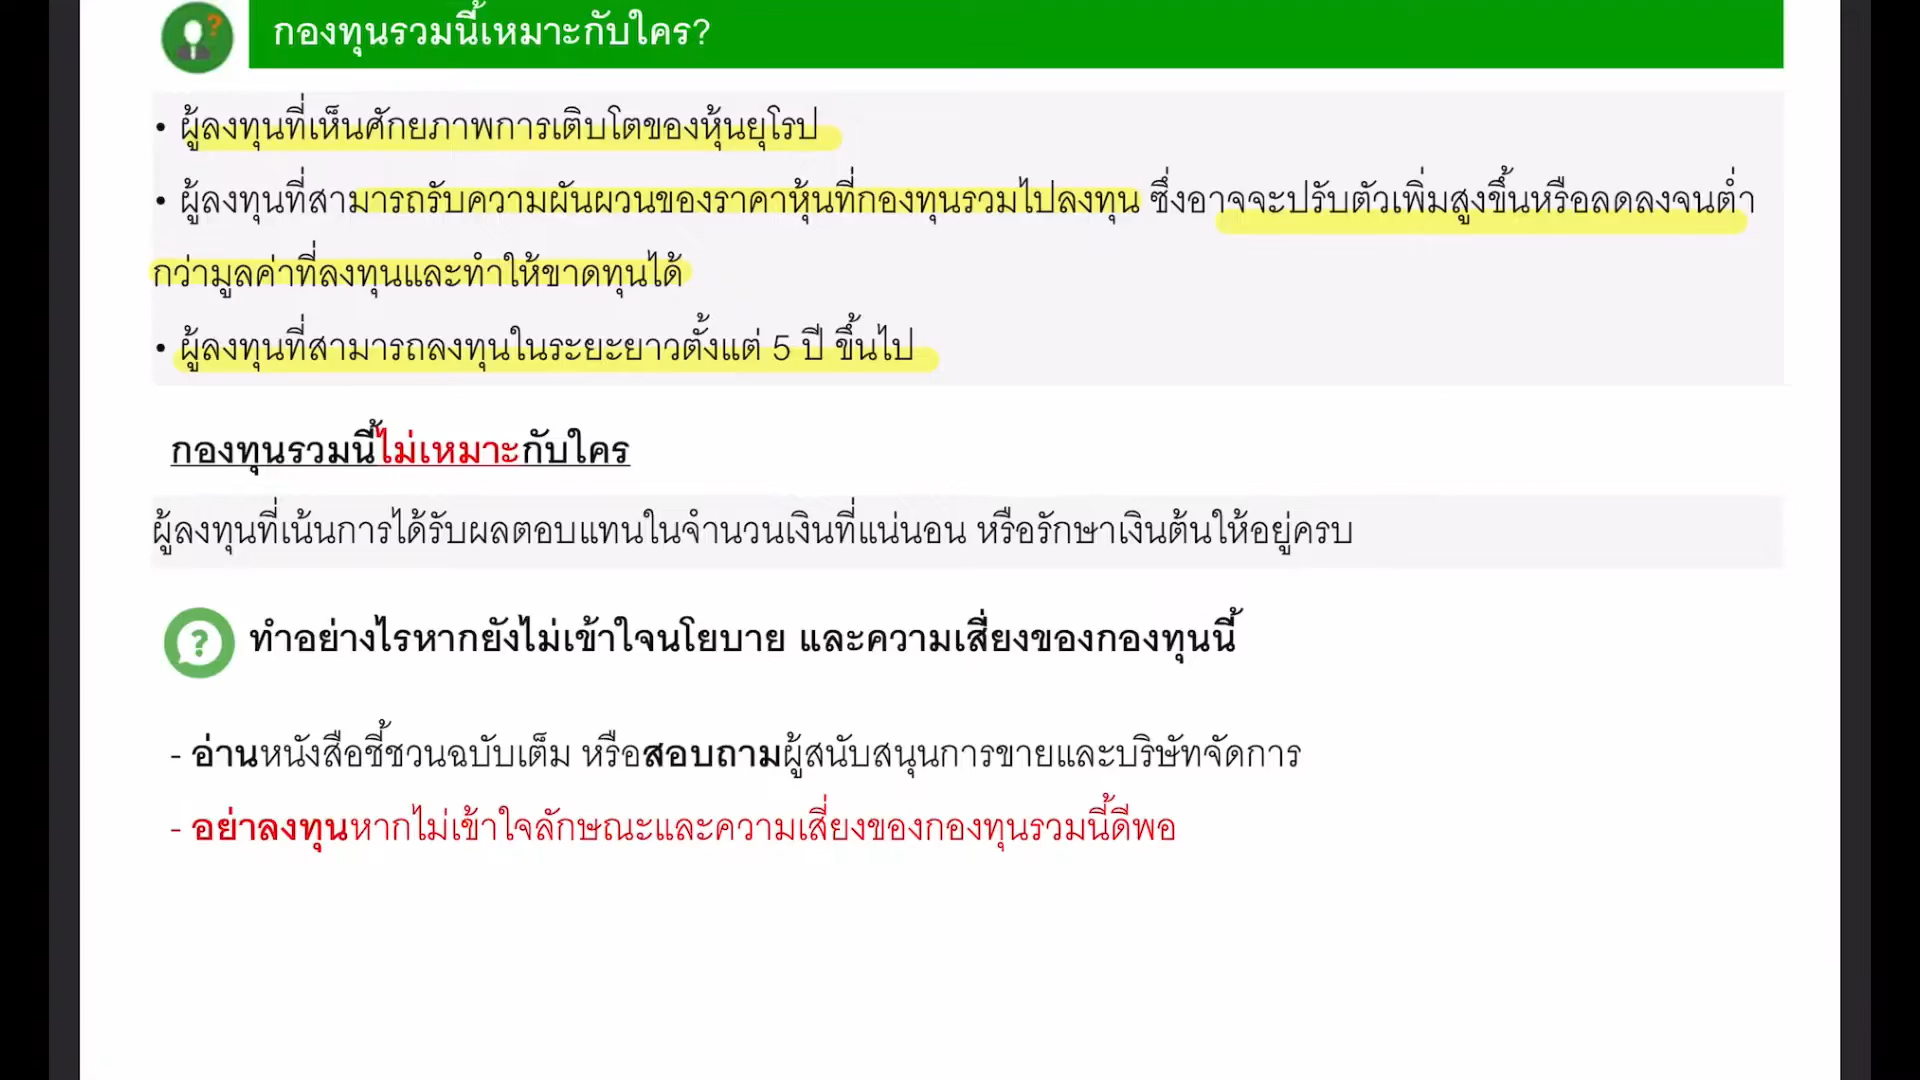 กองทุนรวมนี้เหมาะกับใคร?
• ผู้ลงทุนที่เห็นศักยภาพการเติบโตของหุ้นยุโรป
• ผู้ลงทุนที่สามารถรับความผันผวนของราคาหุ้นที่กองทุนรวมไปลงทุน ซึ่งอาจจะปรับตัวเพิ่มสูงขึ้นหรือลดลงจนต่ำ
กว่ามูลค่าที่ลงทุนและทำให้ขาดทุนได้
• ผู้ลงทุนที่สามารถลงทุนในระยะยาวตั้งแต่ 5 ปี ขึ้นไป
กองทุนรวมนี้ไม่เหมาะกับใคร
ผู้ลงทุนที่เน้นการได้รับผลตอบแทนในจำนวนเงินที่แน่นอน หรือรักษาเงินต้นให้อยู่ครบ
ทำอย่างไรหากยังไม่เข้าใจนโยบาย และความเสี่ยงของกองทุนนี้
- อ่านหนังสือชี้ชวนฉบับเต็ม หรือสอบถามผู้สนับสนุนการขายและบริษัทจัดการ
- อย่าลงทุนหากไม่เข้าใจลักษณะและความเสี่ยงของกองทุนรวมนี้ดีพอ